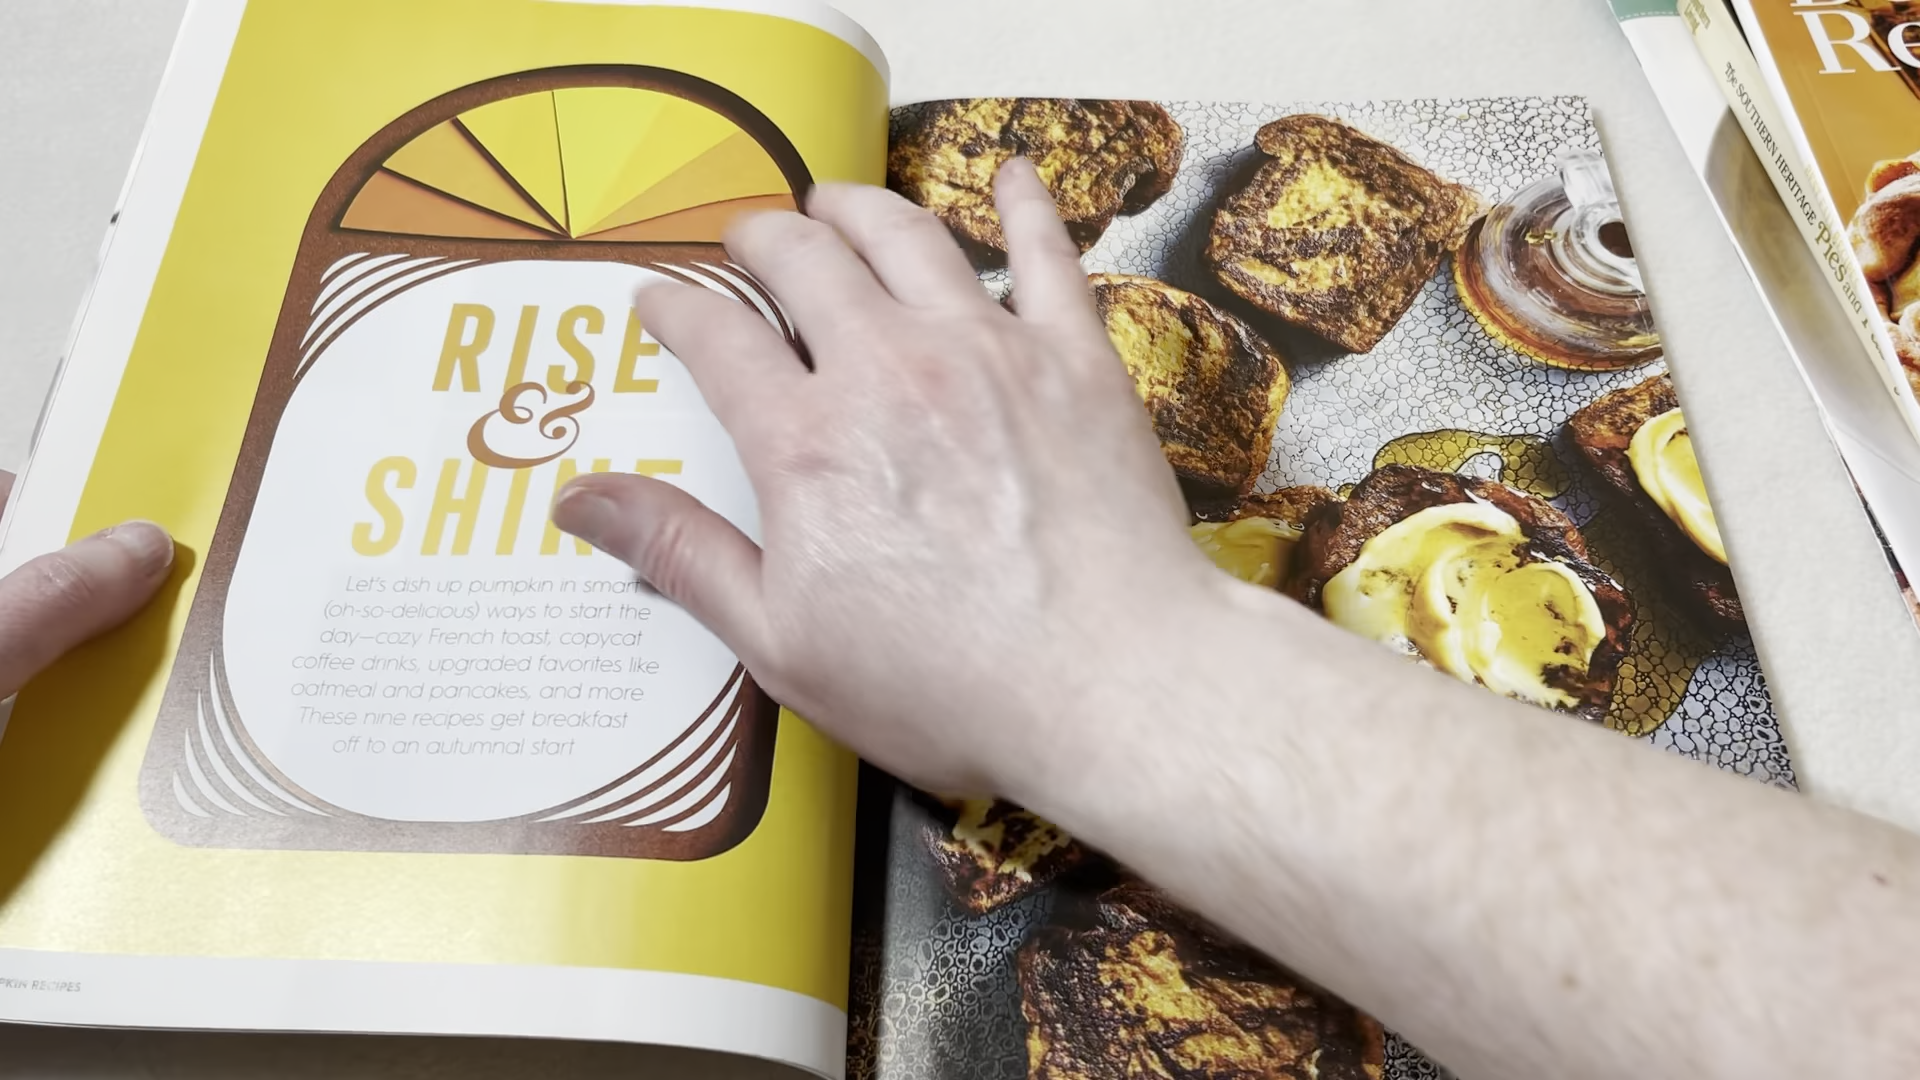 RISE
&
SHINE
Let's dish up pumpkin in smart
(oh-so-delicious) ways to start the
day—cozy French toast, copycat
coffee drinks, upgraded favorites like
oatmeal and pancakes, and more
These nine recipes get breakfast
off to an autumnal start
PKIN RECIPES
The SOUTHERN HERITAGE Pies and
Re